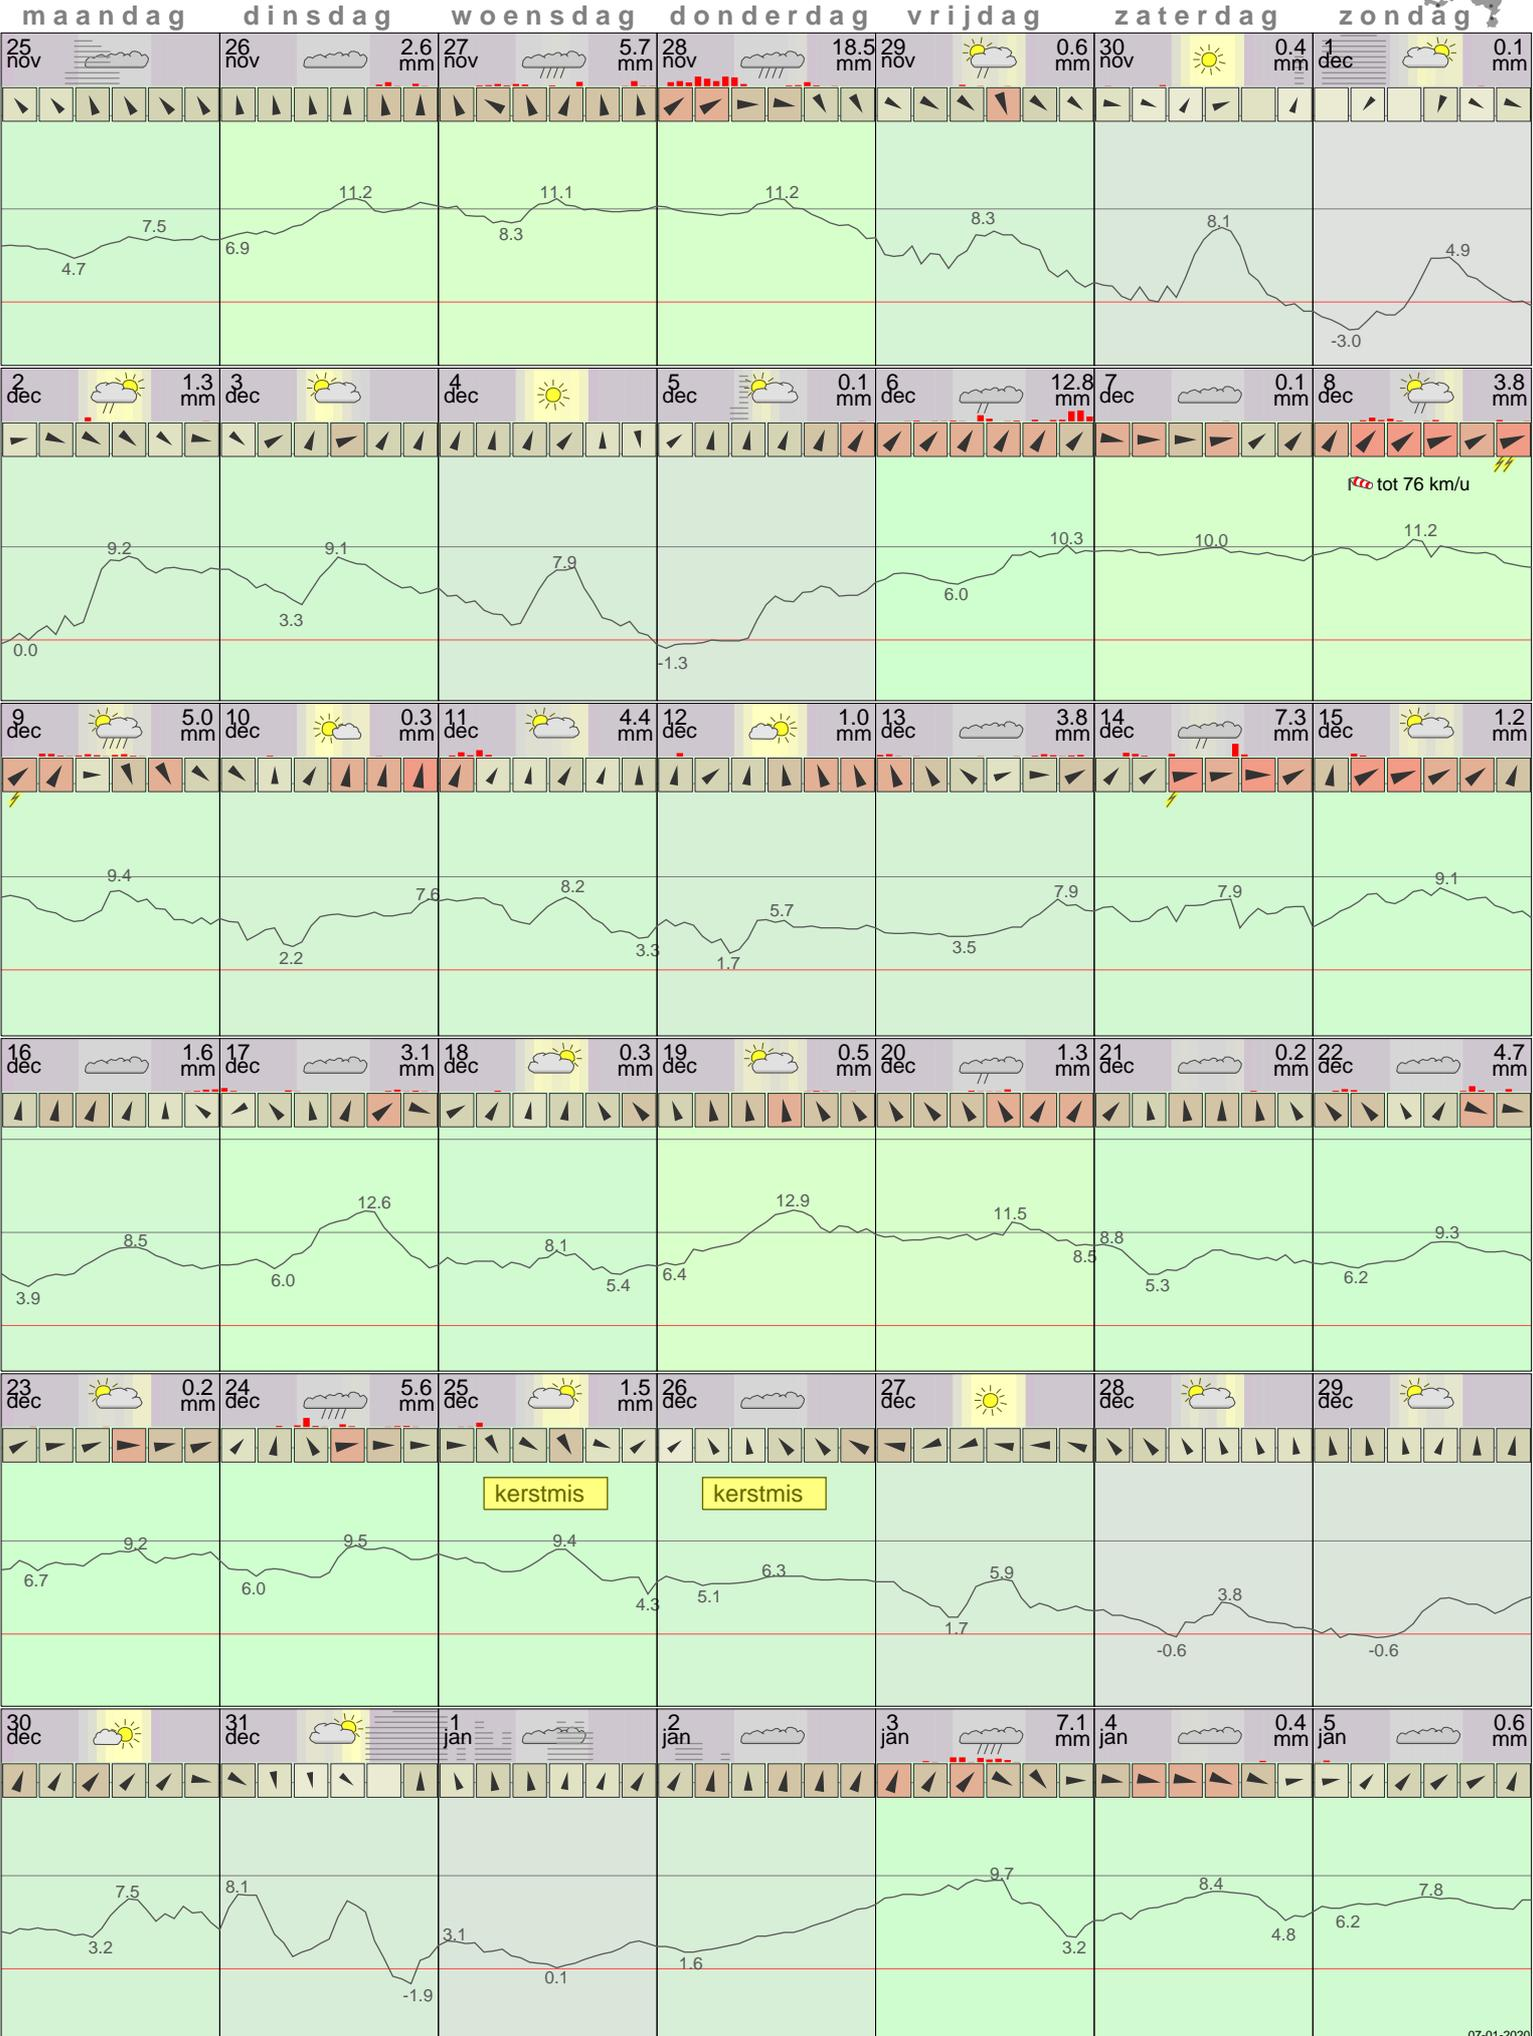 maandag dinsdag woensdag donderdag vrijdag zaterdag zondag
25 nov 26 nov 2.6 mm 27 nov 5.7 mm 28 nov 18.5 mm 29 nov 0.6 mm 30 nov 0.4 mm 1 dec 0.1 mm
4.7 7.5 6.9 11.2 8.3 11.1 11.2 8.3 8.1 -3.0 4.9
2 dec 1.3 mm 3 dec 4 dec 5 dec 0.1 mm 6 dec 12.8 mm 7 dec 0.1 mm 8 dec 3.8 mm
tot 76 km/u
0.0 9.2 3.3 9.1 7.9 -1.3 6.0 10.3 10.0 11.2
9 dec 5.0 mm 10 dec 0.3 mm 11 dec 4.4 mm 12 dec 1.0 mm 13 dec 3.8 mm 14 dec 7.3 mm 15 dec 1.2 mm
9.4 2.2 7.6 8.2 3.3 1.7 5.7 3.5 7.9 7.9 9.1
16 dec 1.6 mm 17 dec 3.1 mm 18 dec 0.3 mm 19 dec 0.5 mm 20 dec 1.3 mm 21 dec 0.2 mm 22 dec 4.7 mm
3.9 8.5 6.0 12.6 8.1 5.4 6.4 12.9 11.5 8.5 8.8 5.3 6.2 9.3
23 dec 0.2 mm 24 dec 5.6 mm 25 dec 1.5 mm 26 dec 27 dec 28 dec 29 dec
kerstmis kerstmis
6.7 9.2 6.0 9.5 9.4 4.3 5.1 6.3 1.7 5.9 -0.6 3.8 -0.6
30 dec 31 dec 1 jan 2 jan 3 jan 7.1 mm 4 jan 0.4 mm 5 jan 0.6 mm
3.2 7.5 8.1 -1.9 3.1 0.1 1.6 9.7 3.2 8.4 4.8 6.2 7.8
07-01-2020